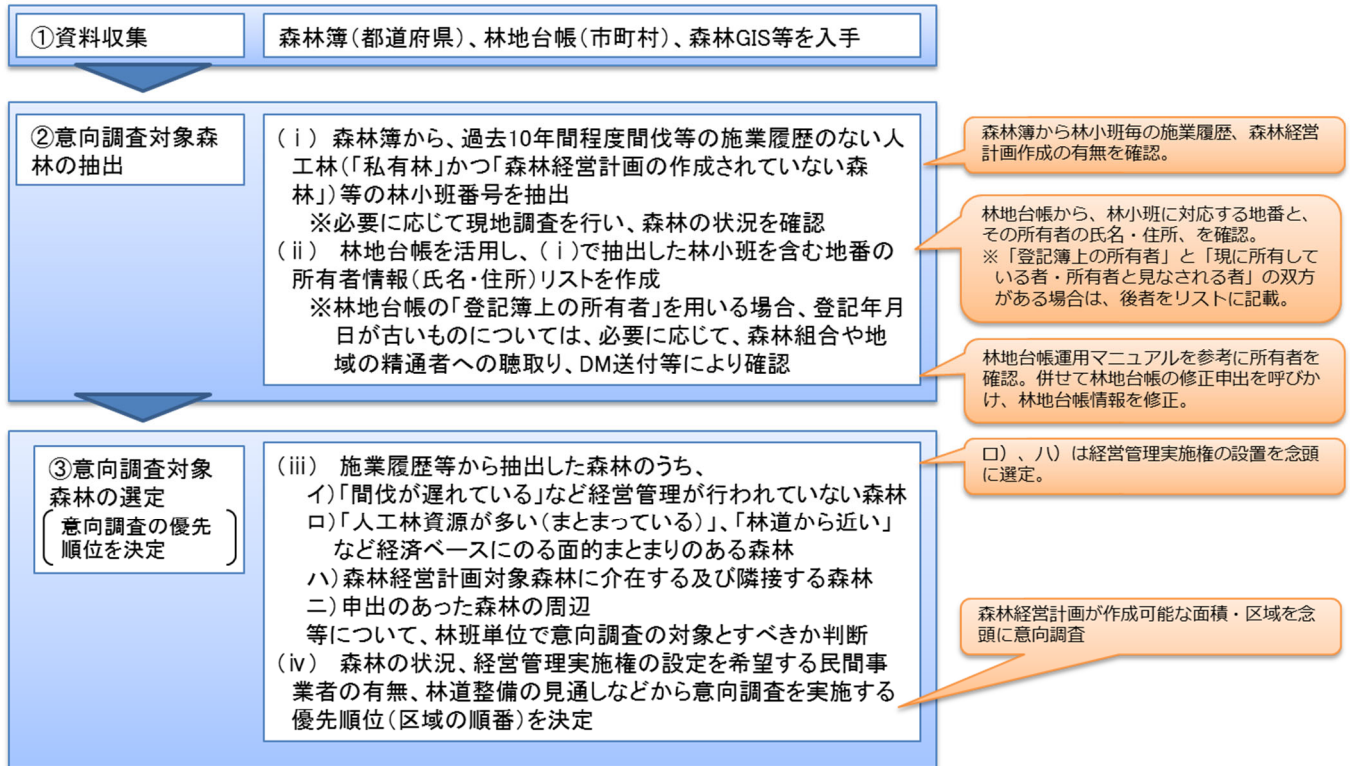 ①資料収集
森林簿(都道府県)、林地台帳(市町村)、森林GIS等を入手
②意向調査対象森
林の抽出
(ⅰ) 森林簿から、過去10年間程度間伐等の施業履歴のない人
工林(「私有林」かつ「森林経営計画の作成されていない森
林」)等の林小班番号を抽出
※必要に応じて現地調査を行い、森林の状況を確認
(ⅱ) 林地台帳を活用し、(ⅰ)で抽出した林小班を含む地番の
所有者情報(氏名・住所)リストを作成
※林地台帳の「登記簿上の所有者」を用いる場合、登記年月
日が古いものについては、必要に応じて、森林組合や地
域の精通者への聴取り、DM送付等により確認
森林簿から林小班毎の施業履歴、森林経営
計画作成の有無を確認。
林地台帳から、林小班に対応する地番と、
その所有者の氏名・住所、を確認。
※「登記簿上の所有者」と「現に所有して
いる者・所有者と見なされる者」の双方
がある場合は、後者をリストに記載。
林地台帳運用マニュアルを参考に所有者を
確認。併せて林地台帳の修正申出を呼びか
け、林地台帳情報を修正。
③意向調査対象
森林の選定
意向調査の優先
順位を決定
(ⅲ) 施業履歴等から抽出した森林のうち、
イ)「間伐が遅れている」など経営管理が行われていない森林
ロ)「人工林資源が多い(まとまっている)」、「林道から近い」
など経済ベースにのる面的まとまりのある森林
ハ)森林経営計画対象森林に介在する及び隣接する森林
ニ)申出のあった森林の周辺
等について、林班単位で意向調査の対象とすべきか判断
(ⅳ) 森林の状況、経営管理実施権の設定を希望する民間事
業者の有無、林道整備の見通しなどから意向調査を実施する
優先順位(区域の順番)を決定
ロ)、ハ)は経営管理実施権の設置を念頭
に選定。
森林経営計画が作成可能な面積・区域を念
頭に意向調査